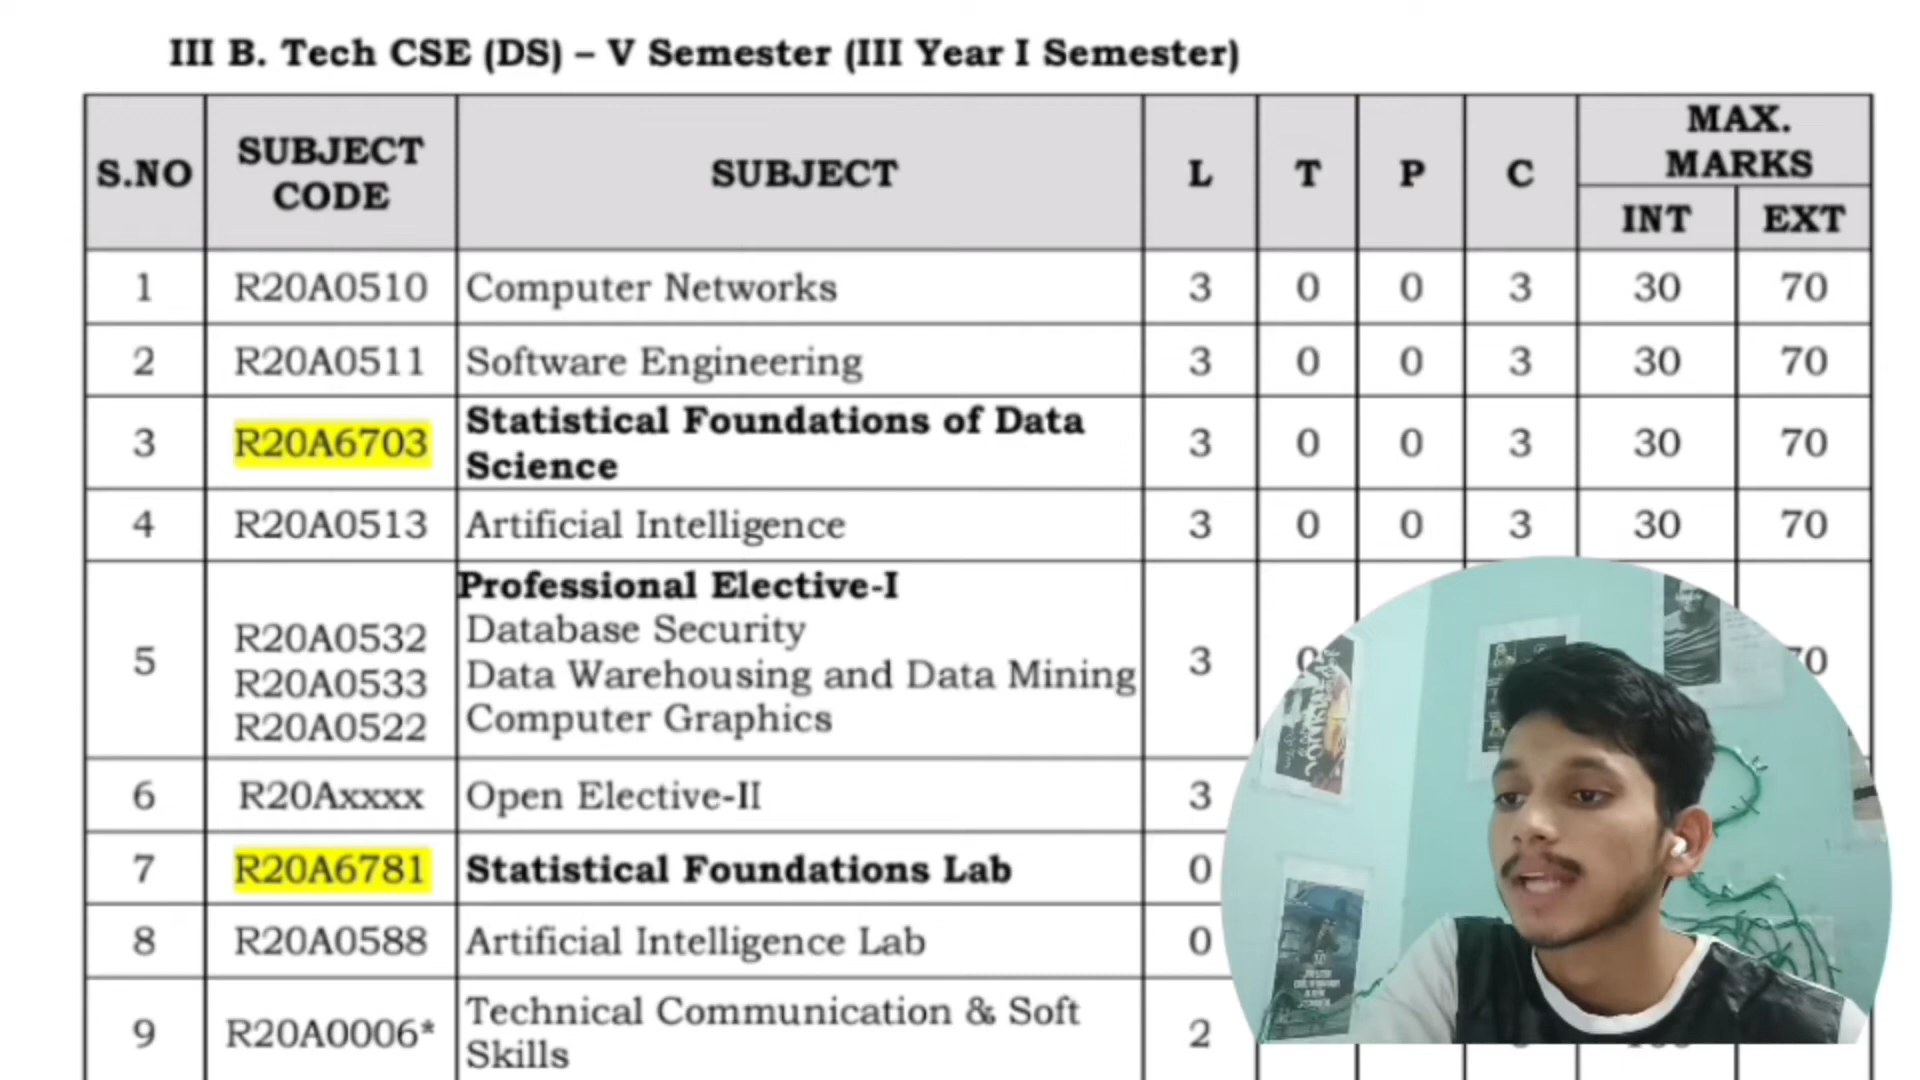 III B. Tech CSE (DS) – V Semester (III Year I Semester)
S.NO SUBJECT CODE SUBJECT L T P C MAX. MARKS INT EXT
1 R20A0510 Computer Networks 3 0 0 3 30 70
2 R20A0511 Software Engineering 3 0 0 3 30 70
3 R20A6703 Statistical Foundations of Data Science 3 0 0 3 30 70
4 R20A0513 Artificial Intelligence 3 0 0 3 30 70
Professional Elective-I
R20A0532 Database Security
5 R20A0533 Data Warehousing and Data Mining 3
R20A0522 Computer Graphics
6 R20Axxxx Open Elective-II 3
7 R20A6781 Statistical Foundations Lab 0
8 R20A0588 Artificial Intelligence Lab 0
9 R20A0006* Technical Communication & Soft Skills 2